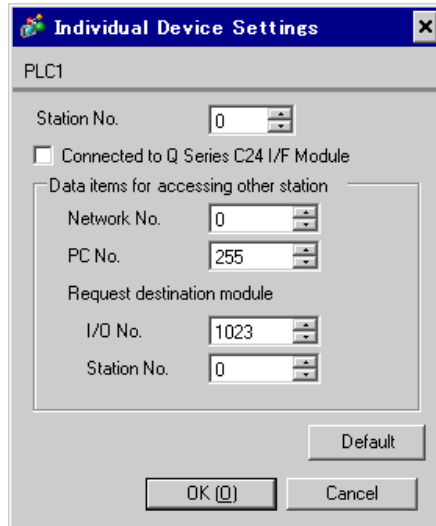 Individual Device Settings
PLC1
Station No. 0
Connected to Q Series C24 I/F Module
Data items for accessing other station
Network No. 0
PC No. 255
Request destination module
I/O No. 1023
Station No. 0
Default
OK (O) Cancel